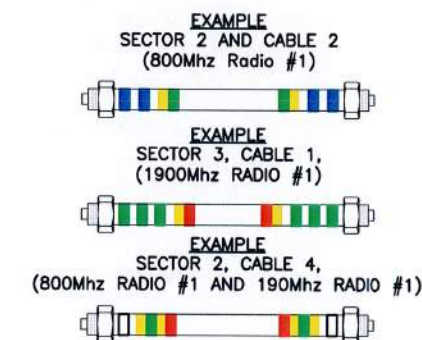 EXAMPLE
SECTOR 2 AND CABLE 2
(800Mhz Radio #1)
EXAMPLE
SECTOR 3, CABLE 1,
(1900Mhz RADIO #1)
EXAMPLE
SECTOR 2, CABLE 4,
(800Mhz RADIO #1 AND 190Mhz RADIO #1)